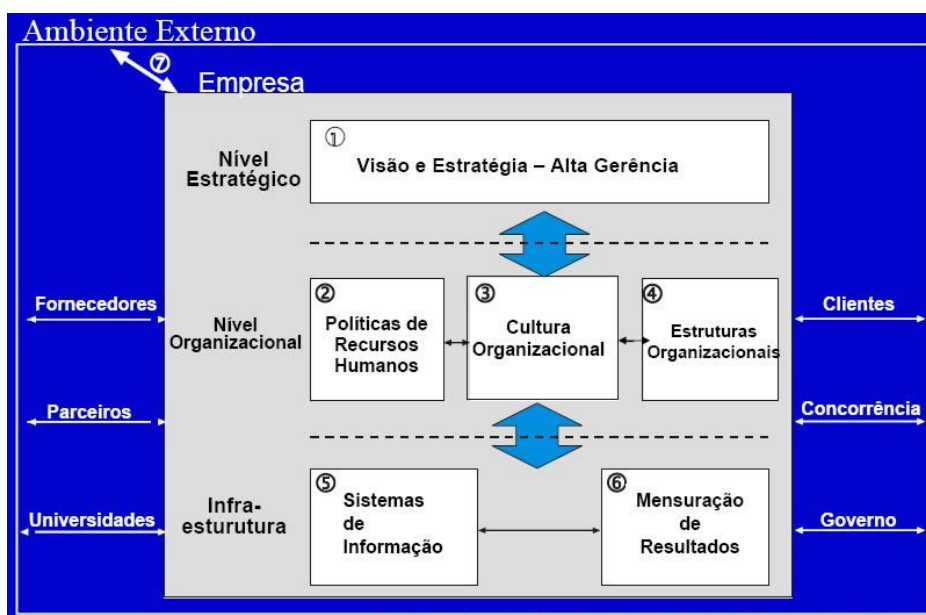 Ambiente Externo
⑦
Empresa
Nível
Estratégico
①
Visão e Estratégia – Alta Gerência
Fornecedores
Parceiros
Universidades
Nível
Organizacional
②
Políticas de
Recursos
Humanos
③
Cultura
Organizacional
④
Estruturas
Organizacionais
Clientes
Concorrência
Governo
Infra-
esturutura
⑤
Sistemas
de
Informação
⑥
Mensuração
de
Resultados